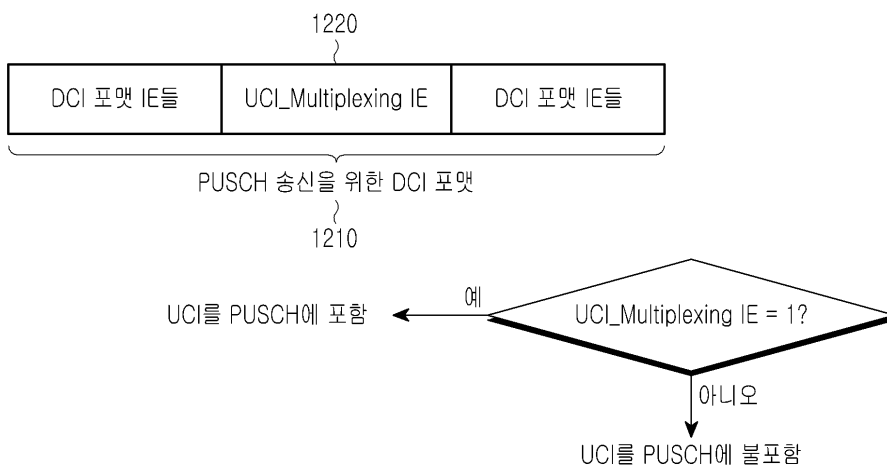 1220
DCI 포맷 IE들 UCI_Multiplexing IE DCI 포맷 IE들
PUSCH 송신을 위한 DCI 포맷
1210
UCI_Multiplexing IE = 1?
예
UCI를 PUSCH에 포함
아니오
UCI를 PUSCH에 불포함